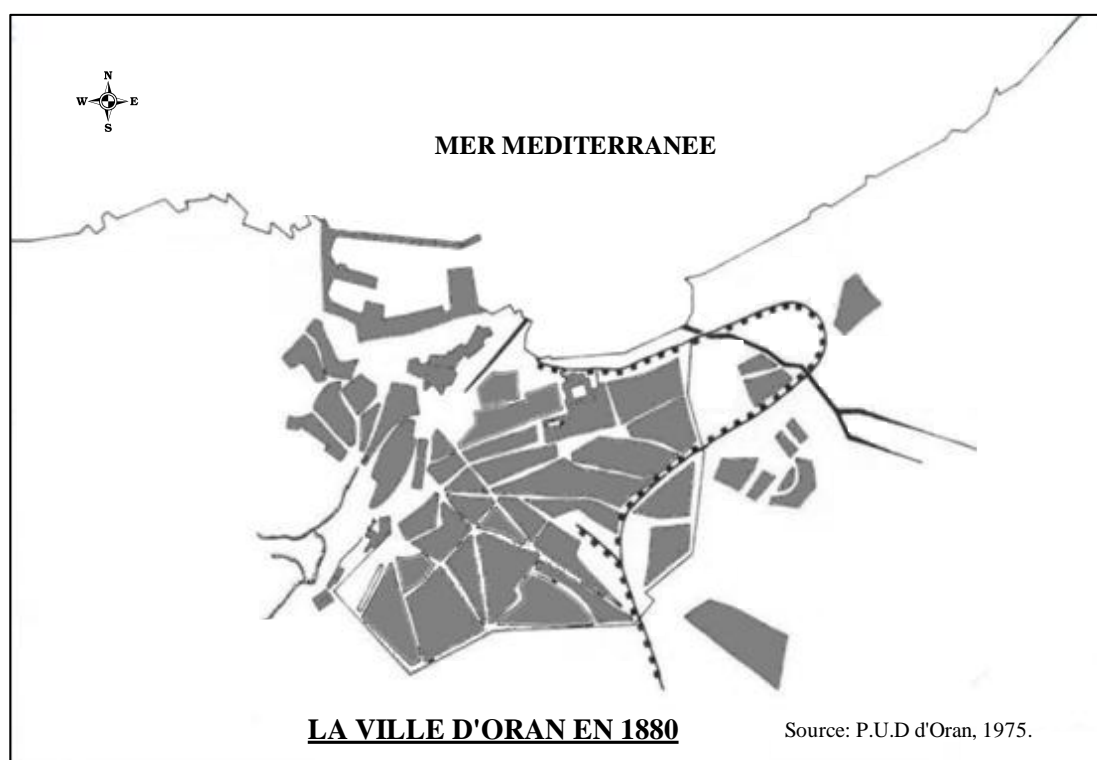 N
W E
S
MER MEDITERRANEE
LA VILLE D'ORAN EN 1880
Source: P.U.D d'Oran, 1975.